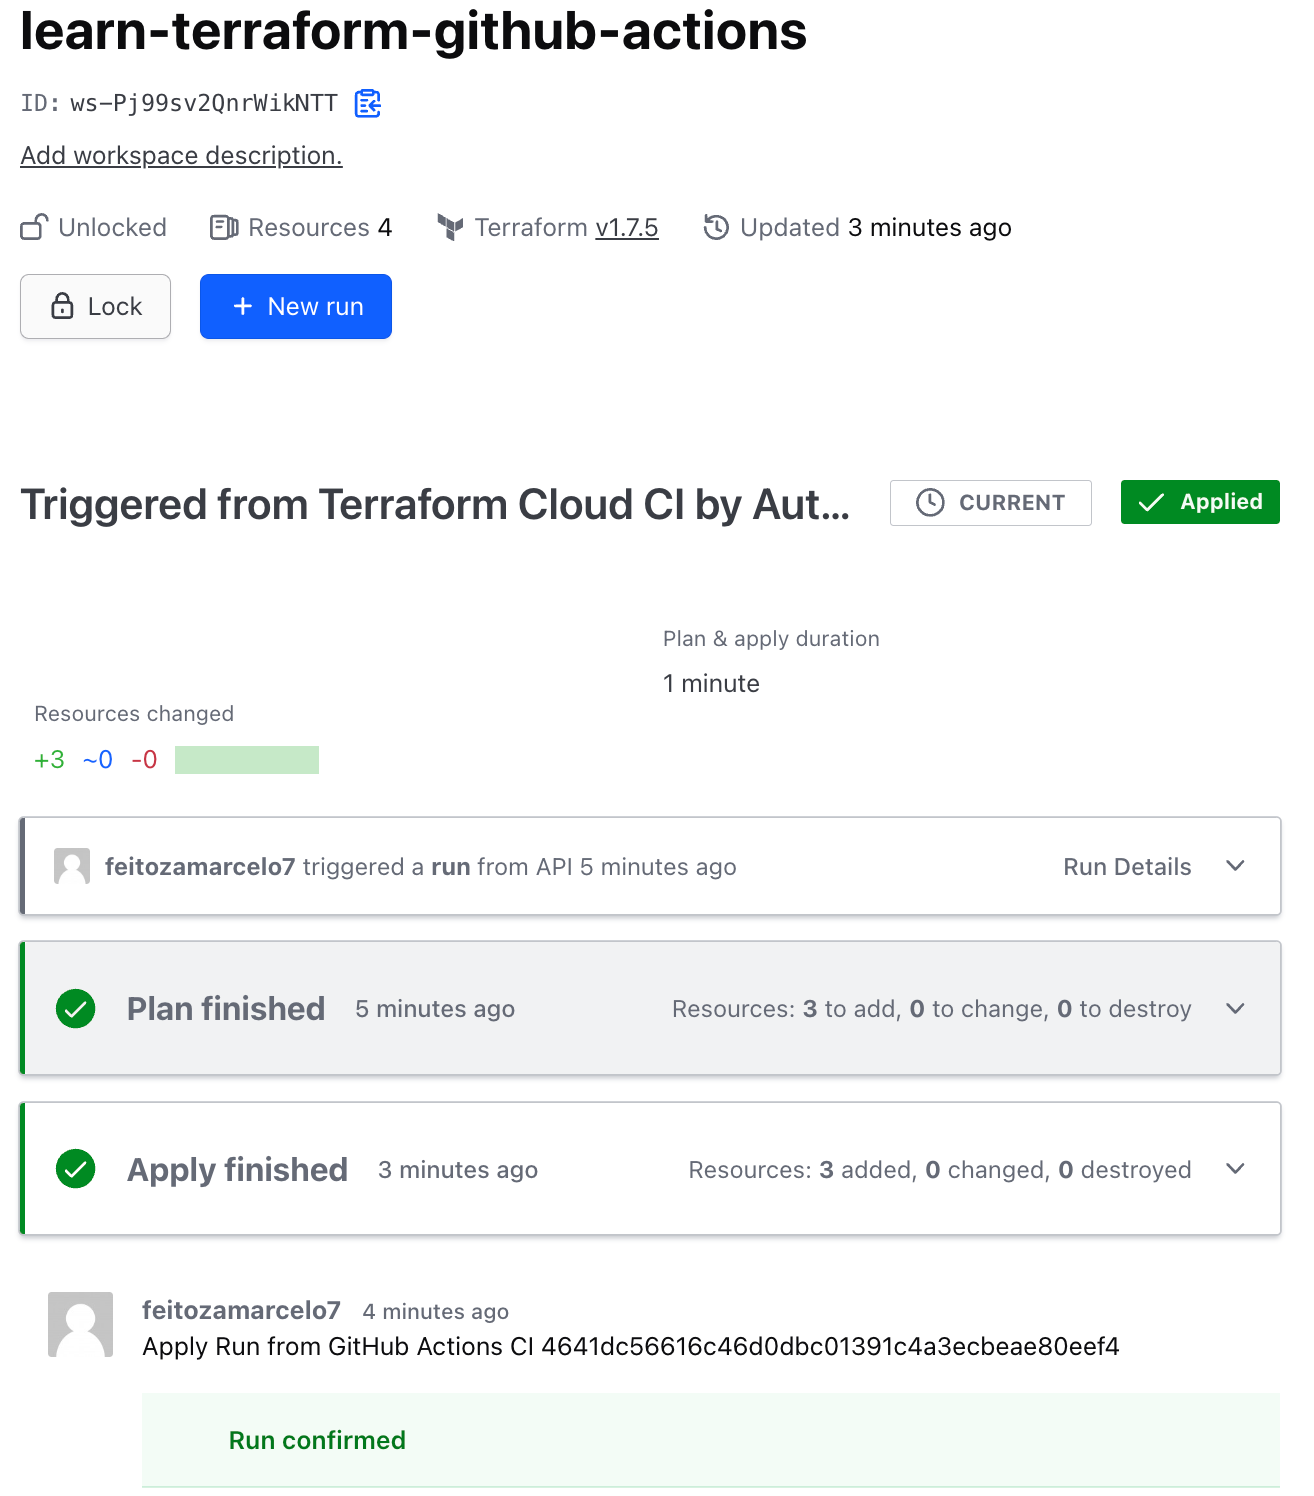 learn-terraform-github-actions
ID: ws-Pj99sv2QnrWikNTT
Add workspace description.
Unlocked Resources 4 Terraform v1.7.5 Updated 3 minutes ago
Lock + New run
Triggered from Terraform Cloud CI by Aut... CURRENT Applied
Plan & apply duration
1 minute
Resources changed
+3 ~0 -0
feitozamarcelo7 triggered a run from API 5 minutes ago Run Details
Plan finished 5 minutes ago Resources: 3 to add, 0 to change, 0 to destroy
Apply finished 3 minutes ago Resources: 3 added, 0 changed, 0 destroyed
feitozamarcelo7 4 minutes ago
Apply Run from GitHub Actions CI 4641dc56616c46d0dbc01391c4a3ecbeae80eef4
Run confirmed